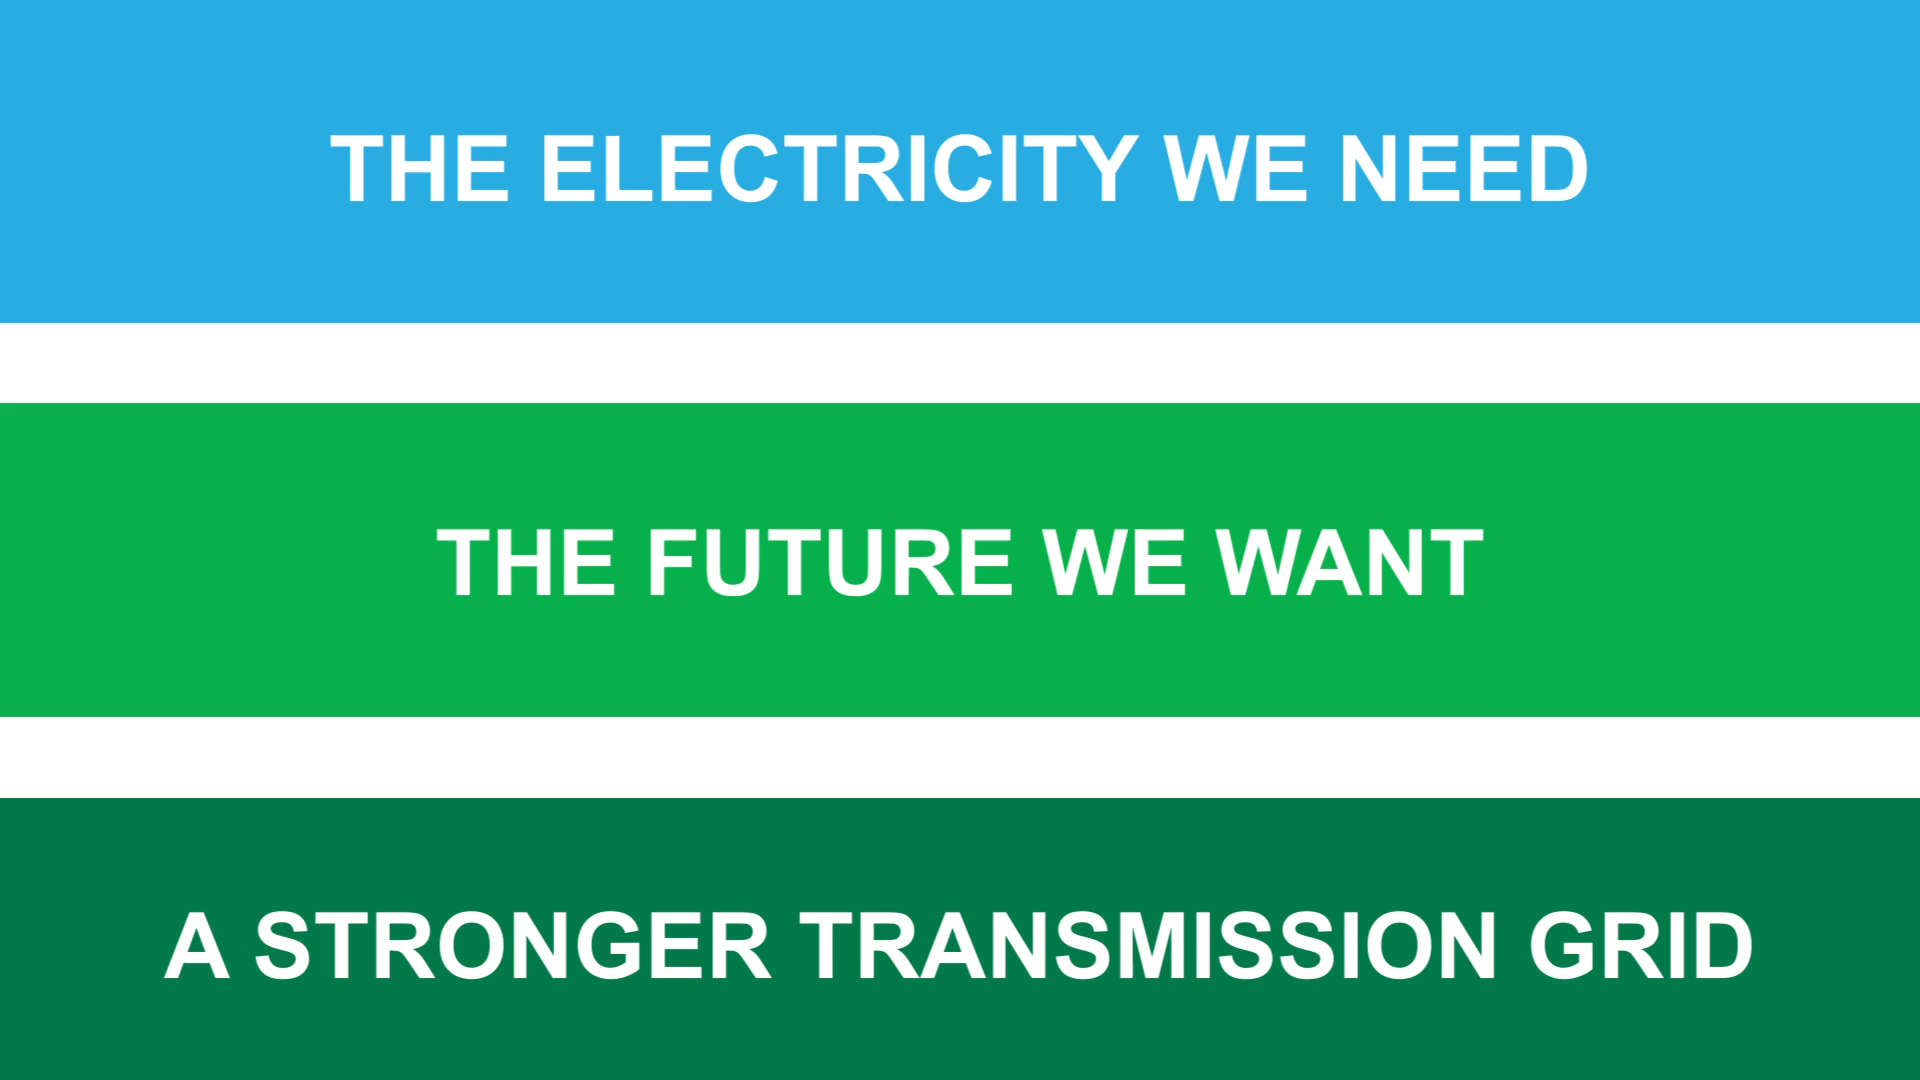 THE ELECTRICITY WE NEED
THE FUTURE WE WANT
A STRONGER TRANSMISSION GRID